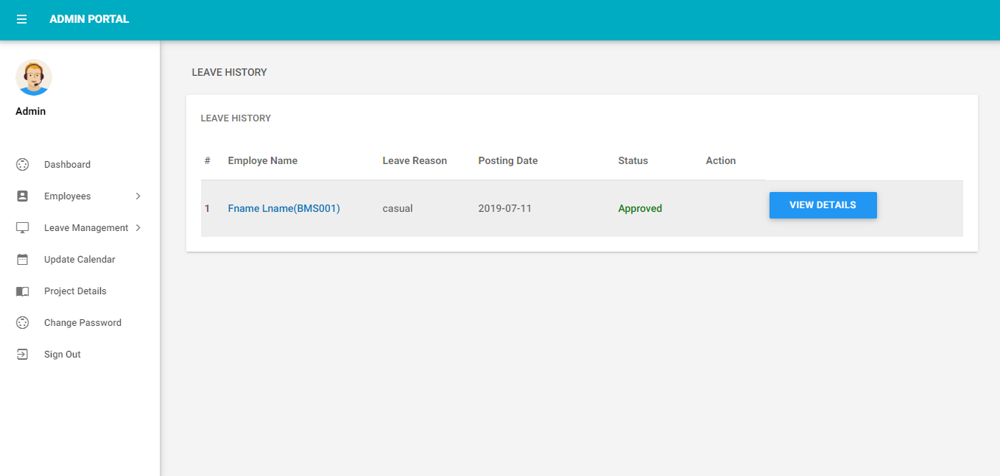 ADMIN PORTAL
Admin
Dashboard
Employees
Leave Management
Update Calendar
Project Details
Change Password
Sign Out
LEAVE HISTORY
LEAVE HISTORY
# Employe Name Leave Reason Posting Date Status Action
1 Fname Lname(BMS001) casual 2019-07-11 Approved VIEW DETAILS